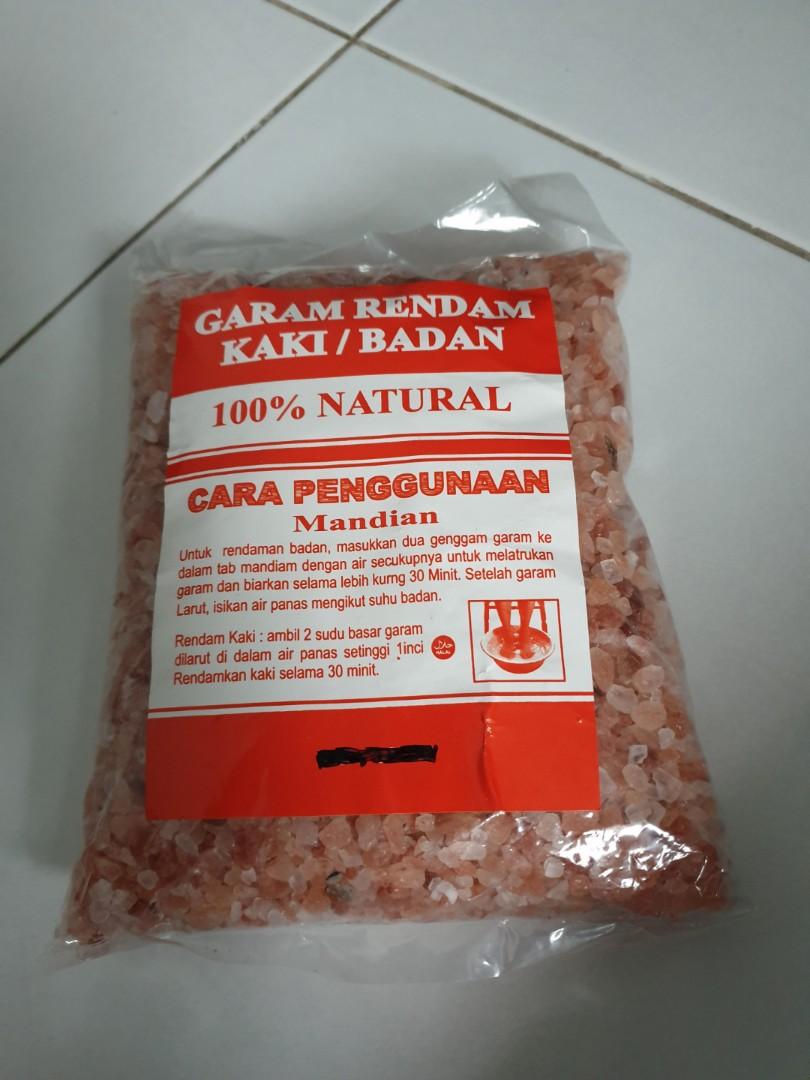 GARAM RENDAM
KAKI / BADAN
100% NATURAL
CARA PENGGUNAAN
Mandian
Untuk rendaman badan, masukkan dua genggam garam ke
dalam tab mandiam dengan air secukupnya untuk melatrukan
garam dan biarkan selama lebih kurng 30 Minit. Setelah garam
Larut, isikan air panas mengikut suhu badan.
Rendam Kaki : ambil 2 sudu basar garam
dilarut di dalam air panas setinggi 1inci
Rendamkan kaki selama 30 minit.
حلال
HALAL